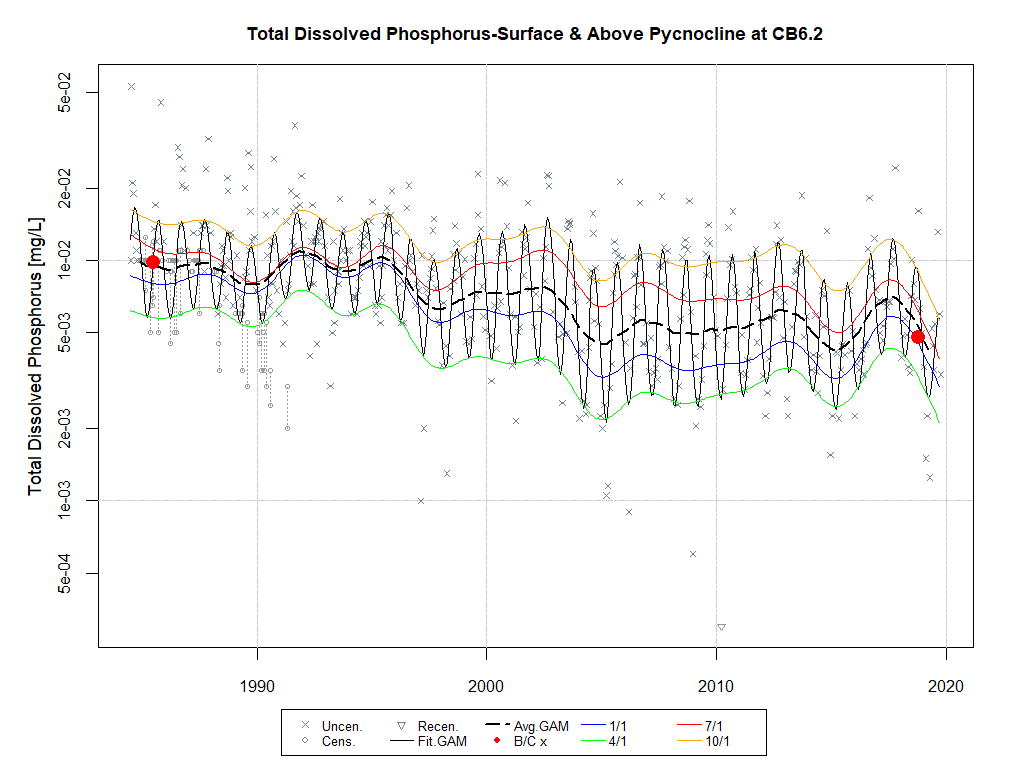 Total Dissolved Phosphorus-Surface & Above Pycnocline at CB6.2
Total Dissolved Phosphorus [mg/L]
5e-02
2e-02
1e-02
5e-03
2e-03
1e-03
5e-04
1990 2000 2010 2020
Uncen. Recen. Avg.GAM 1/1 7/1
Cens. Fit.GAM B/C x 4/1 10/1